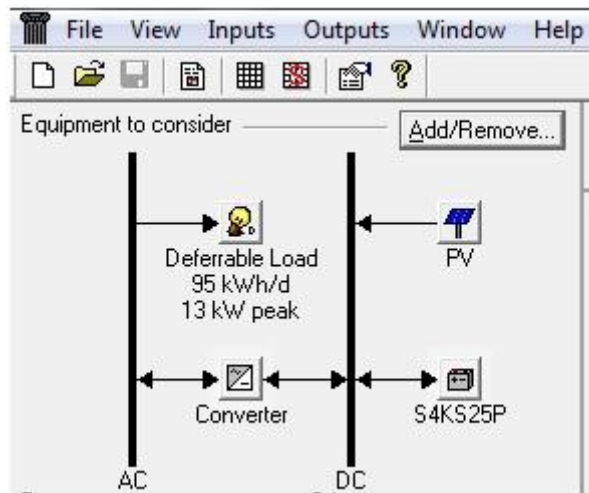 File View Inputs Outputs Window Help
Equipment to consider
Add/Remove...
Deferrable Load
95 kWh/d
13 kW peak
PV
Converter
S4KS25P
AC
DC